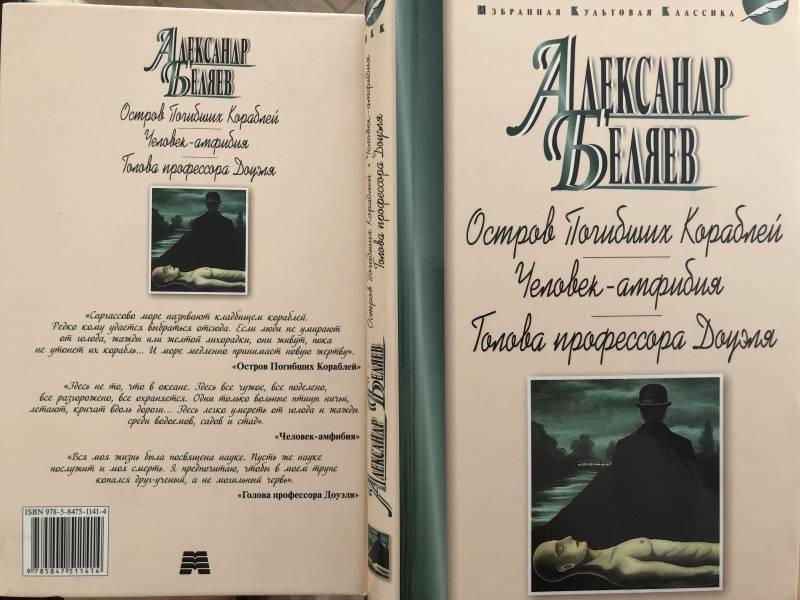 Александр
Беляев
Остров Погибших Кораблей
Человек-амфибия
Голова профессора Доуэля
«Саргассово море называют кладбищем кораблей.
Редко кому удается выбраться отсюда. Если люди не умирают
от голода, жажды или желтой лихорадки, они живут, пока
не утонет их корабль... И море медленно принимает новую жертву».
«Остров Погибших Кораблей»
«Здесь не то, что в океане. Здесь все чужое, все поделено,
все разгорожено, все охраняется. Одни только вольные птицы ничьи,
летают, кричат вдоль дороги... Здесь легко умереть от голода и жажды
среди водоемов, садов и стад».
«Человек-амфибия»
«Вся моя жизнь была посвящена науке. Пусть же науке
послужит и моя смерть. Я предпочитаю, чтобы в моем трупе
копался друг-ученый, а не могильный червь».
«Голова профессора Доуэля»
ISBN 978-5-8475-1141-4
9 785847 511414
И К К
Остров Погибших Кораблей • Человек-амфибия
Голова профессора Доуэля
Александр Беляев
Избранная Культовая Классика
Александр
Беляев
Остров Погибших Кораблей
Человек-амфибия
Голова профессора Доуэля